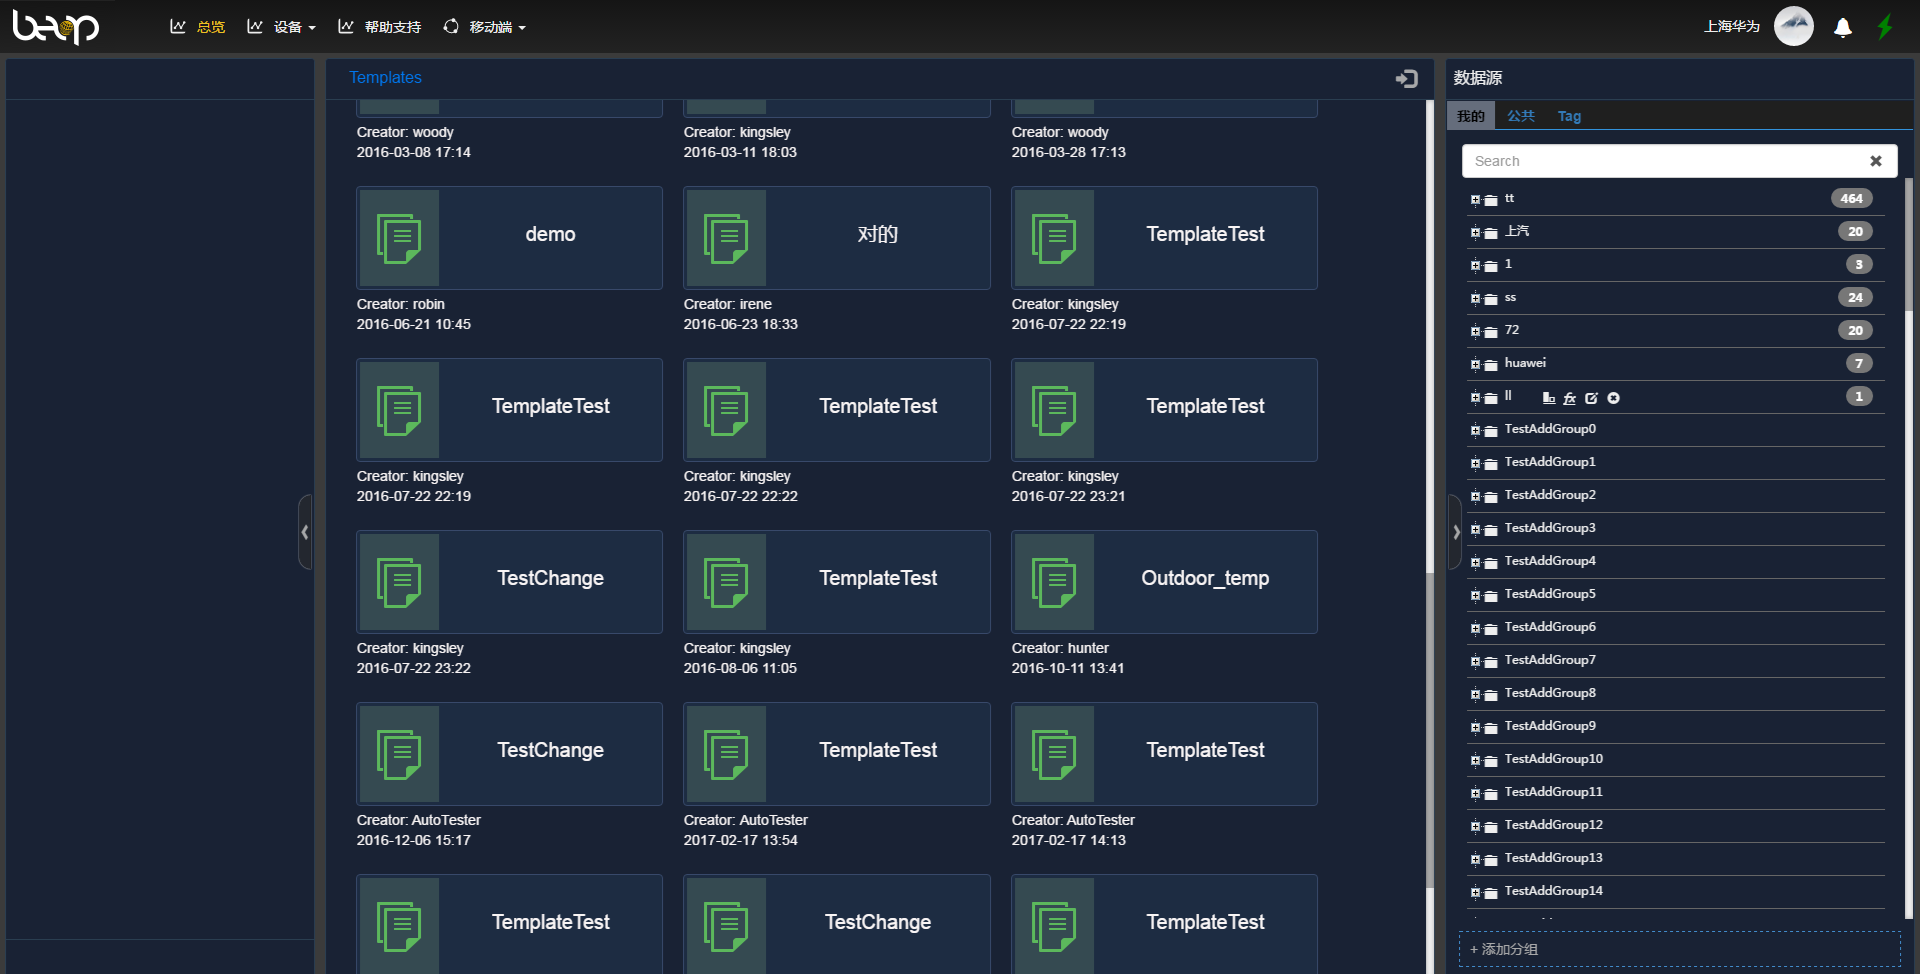 beop
总览
设备
帮助支持
移动端
上海华为
Templates
Creator: woody
2016-03-08 17:14
Creator: kingsley
2016-03-11 18:03
Creator: woody
2016-03-28 17:13
demo
Creator: robin
2016-06-21 10:45
对的
Creator: irene
2016-06-23 18:33
TemplateTest
Creator: kingsley
2016-07-22 22:19
TemplateTest
Creator: kingsley
2016-07-22 22:19
TemplateTest
Creator: kingsley
2016-07-22 22:22
TemplateTest
Creator: kingsley
2016-07-22 23:21
TestChange
Creator: kingsley
2016-07-22 23:22
TemplateTest
Creator: kingsley
2016-08-06 11:05
Outdoor_temp
Creator: hunter
2016-10-11 13:41
TestChange
Creator: AutoTester
2016-12-06 15:17
TemplateTest
Creator: AutoTester
2017-02-17 13:54
TemplateTest
Creator: AutoTester
2017-02-17 14:13
TemplateTest
TestChange
TemplateTest
数据源
我的 公共 Tag
Search
tt 464
上汽 20
1 3
ss 24
72 20
huawei 7
ll fx 1
TestAddGroup0
TestAddGroup1
TestAddGroup2
TestAddGroup3
TestAddGroup4
TestAddGroup5
TestAddGroup6
TestAddGroup7
TestAddGroup8
TestAddGroup9
TestAddGroup10
TestAddGroup11
TestAddGroup12
TestAddGroup13
TestAddGroup14
+ 添加分组